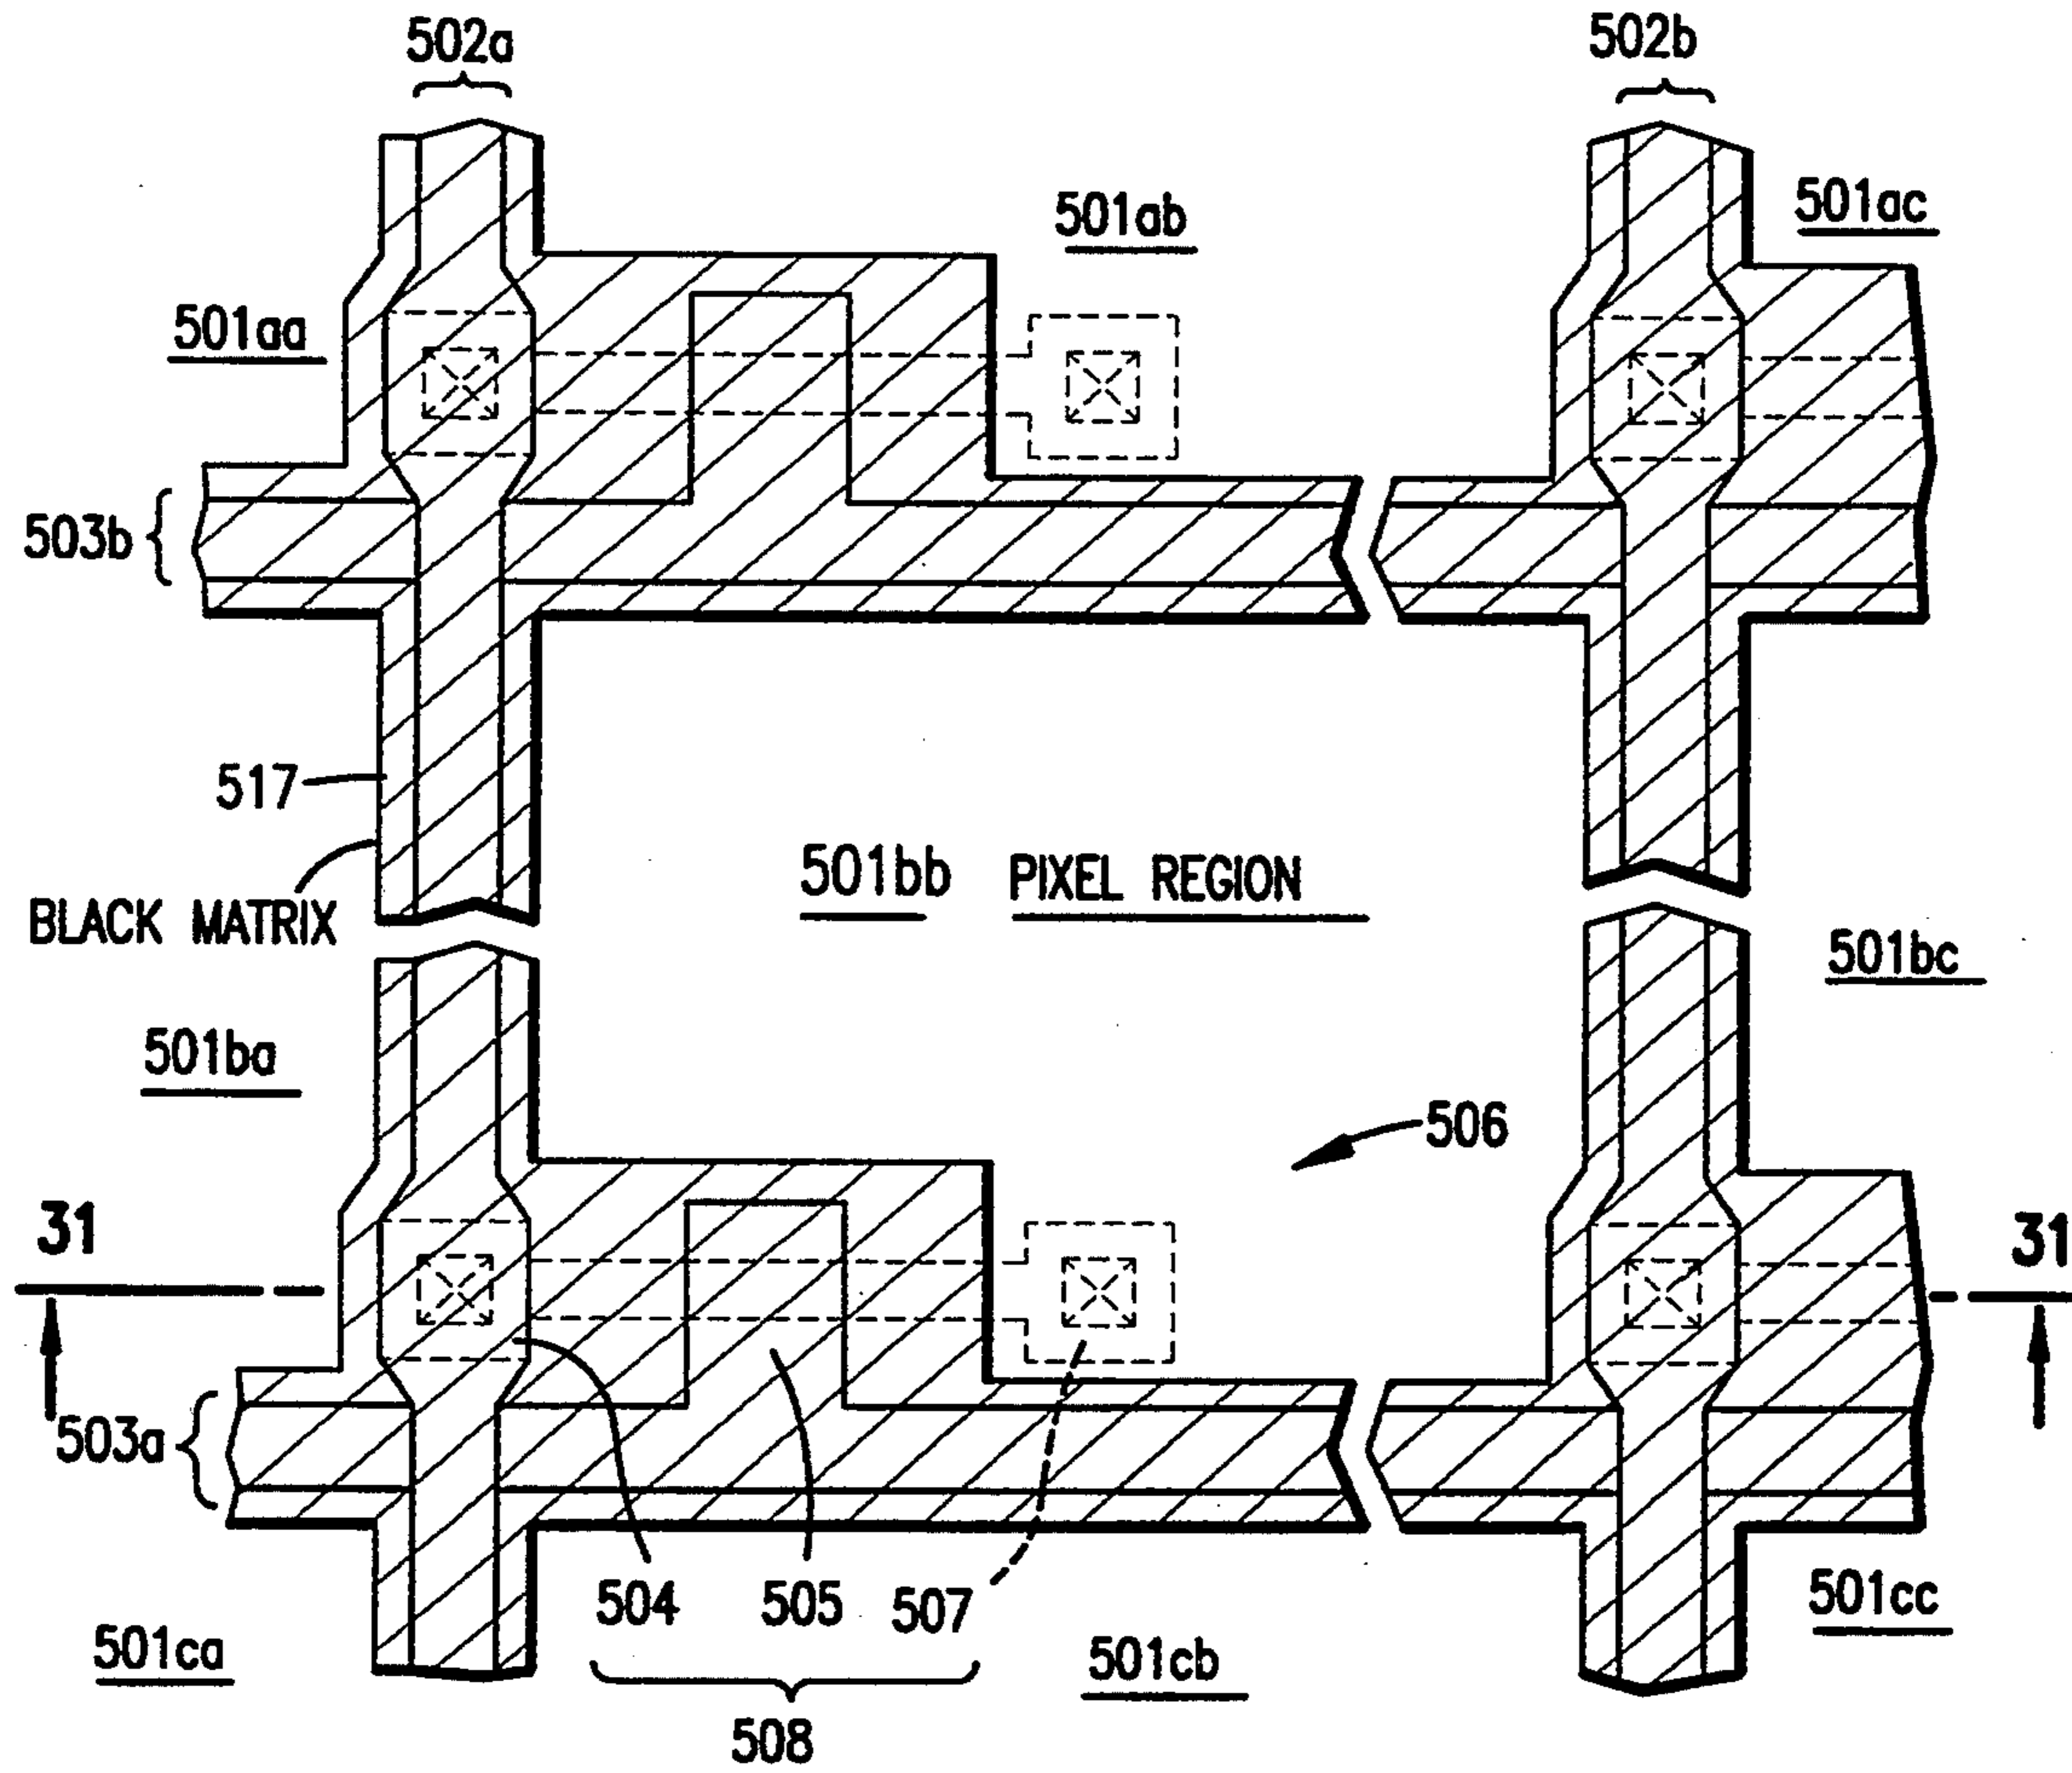 502a
502b
501ab
501ac
501aa
503b
517
501bb PIXEL REGION
BLACK MATRIX
501bc
501ba
506
31
31
503a
504
505
507
501cc
501ca
501cb
508